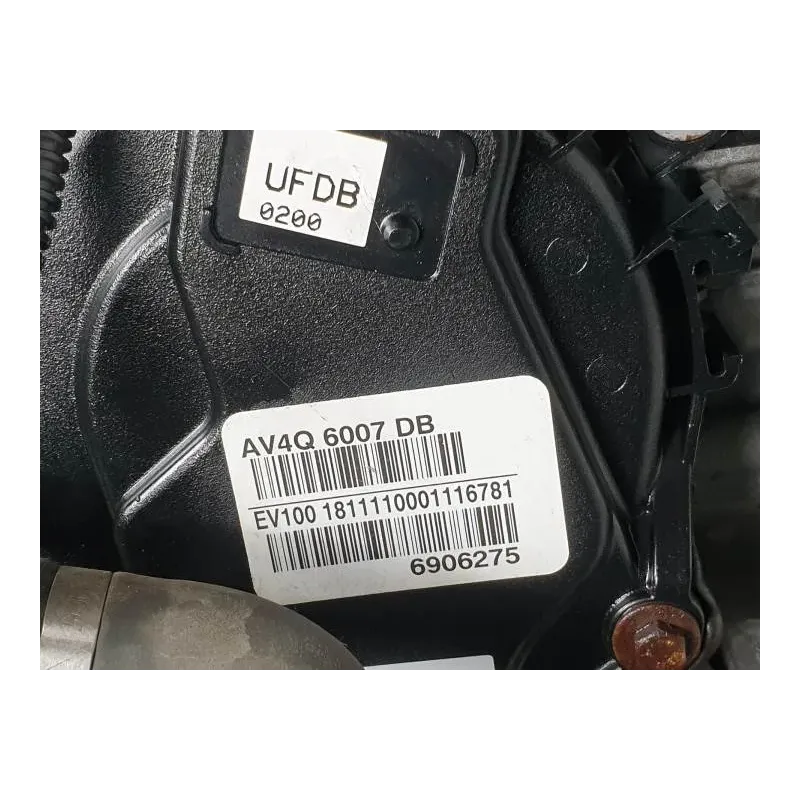 UFDB
0200
AV4Q 6007 DB
EV100 1811110001116781
6906275